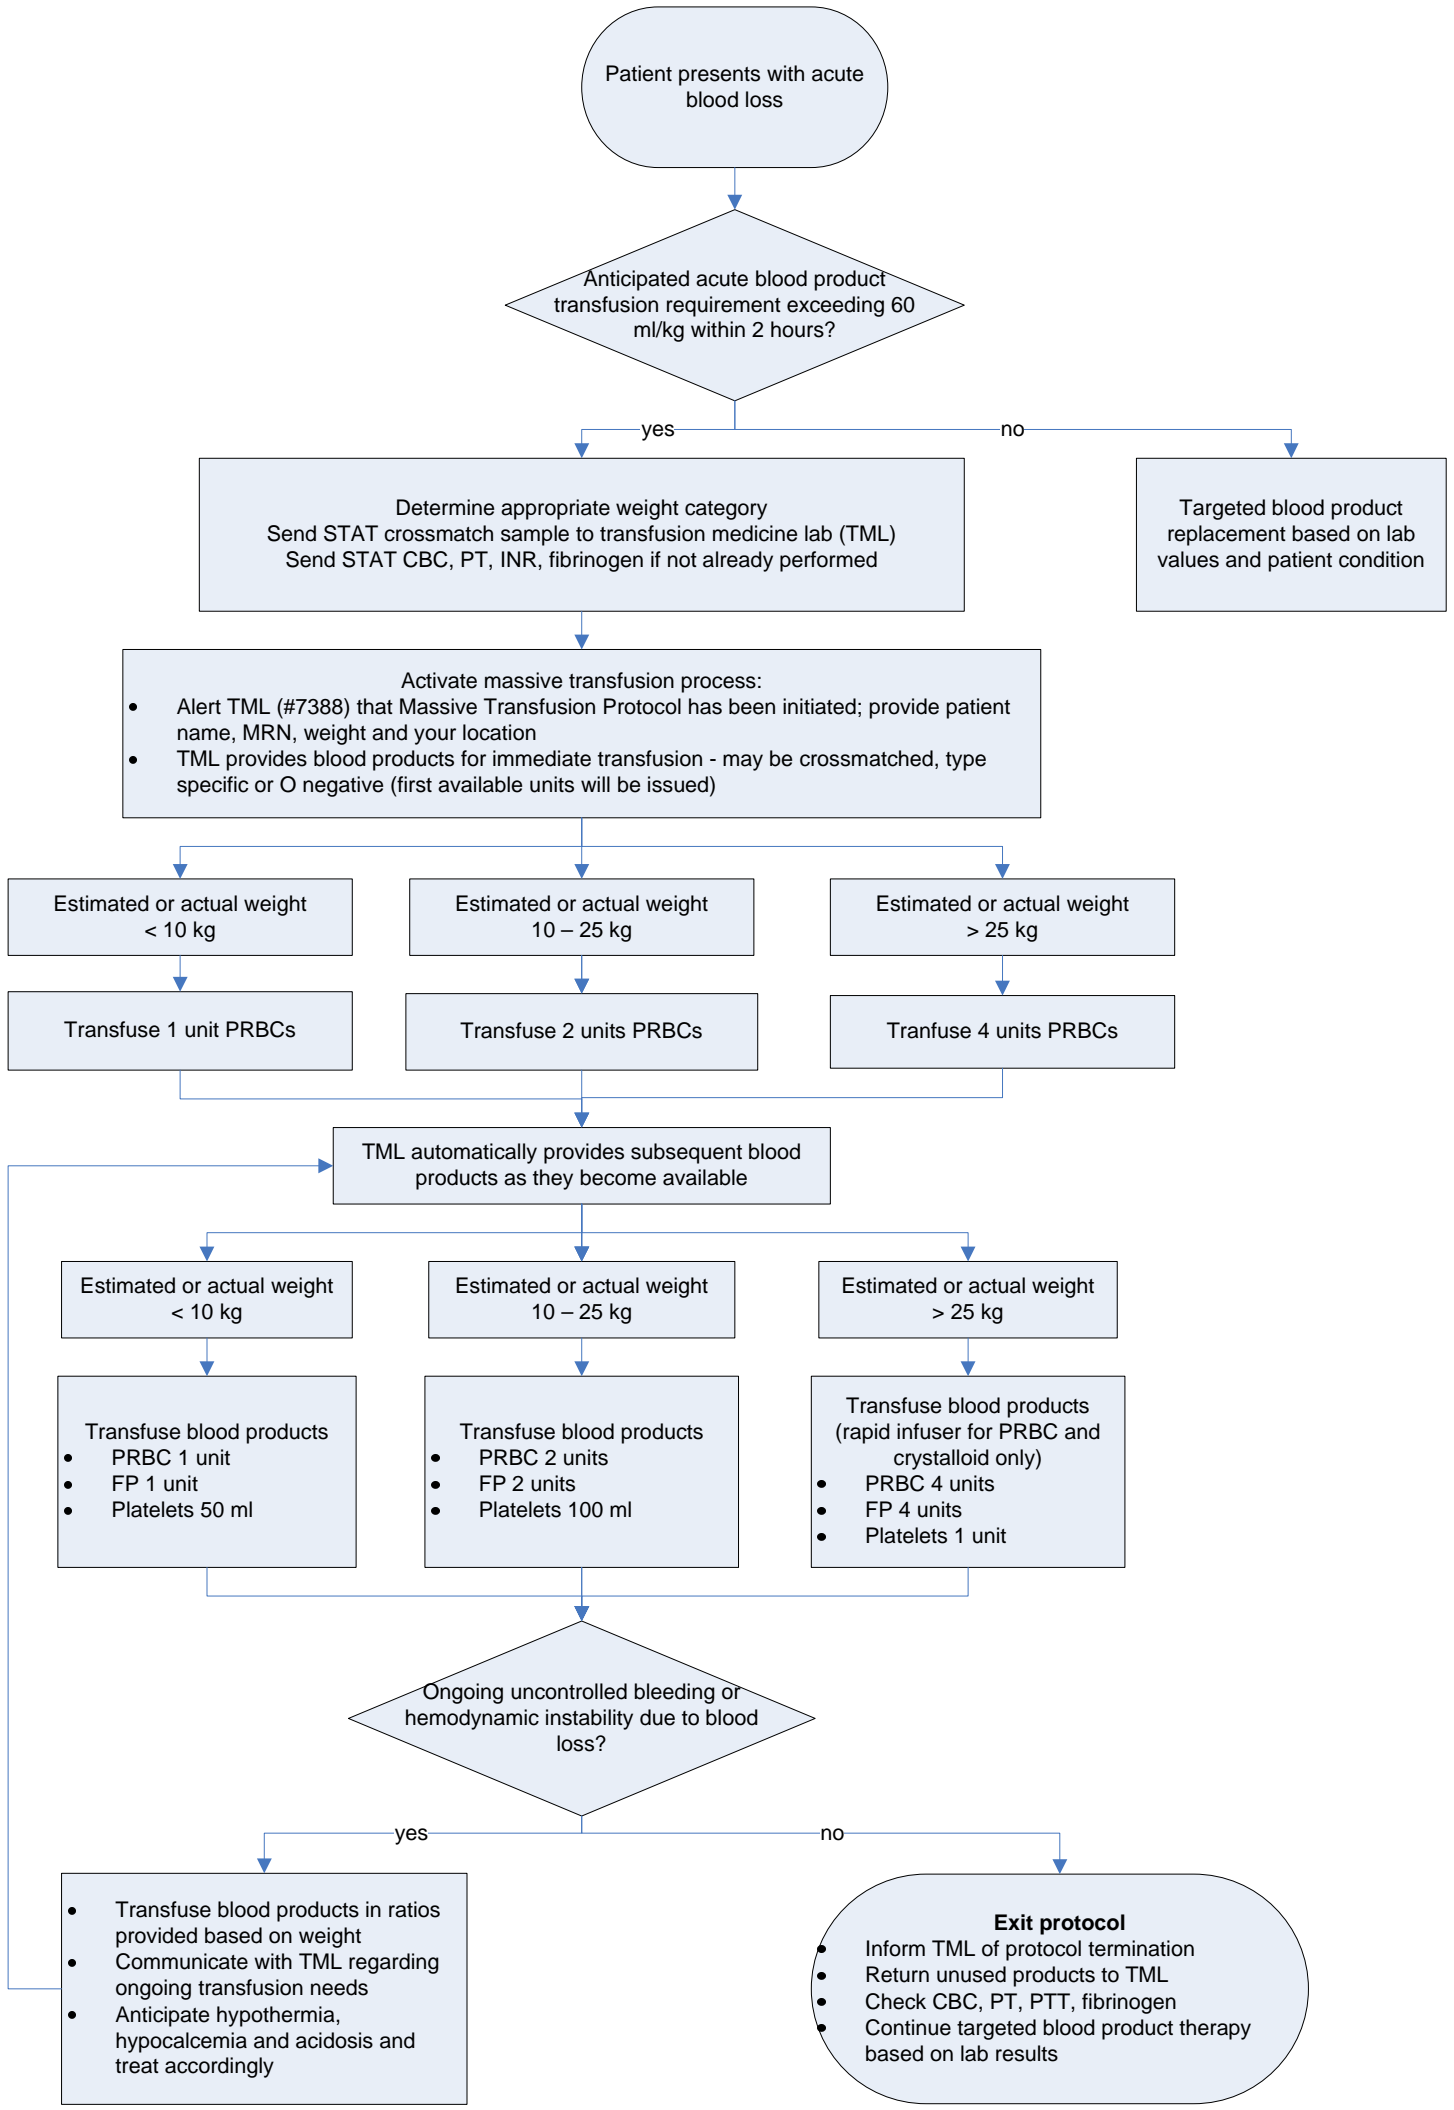 Patient presents with acute
blood loss
Anticipated acute blood product
transfusion requirement exceeding 60
ml/kg within 2 hours?
yes
no
Determine appropriate weight category
Send STAT crossmatch sample to transfusion medicine lab (TML)
Send STAT CBC, PT, INR, fibrinogen if not already performed
Targeted blood product
replacement based on lab
values and patient condition
Activate massive transfusion process:
• Alert TML (#7388) that Massive Transfusion Protocol has been initiated; provide patient
name, MRN, weight and your location
• TML provides blood products for immediate transfusion - may be crossmatched, type
specific or O negative (first available units will be issued)
Estimated or actual weight
< 10 kg
Estimated or actual weight
10 – 25 kg
Estimated or actual weight
> 25 kg
Transfuse 1 unit PRBCs
Transfuse 2 units PRBCs
Tranfuse 4 units PRBCs
TML automatically provides subsequent blood
products as they become available
Estimated or actual weight
< 10 kg
Estimated or actual weight
10 – 25 kg
Estimated or actual weight
> 25 kg
Transfuse blood products
• PRBC 1 unit
• FP 1 unit
• Platelets 50 ml
Transfuse blood products
• PRBC 2 units
• FP 2 units
• Platelets 100 ml
Transfuse blood products
(rapid infuser for PRBC and
crystalloid only)
• PRBC 4 units
• FP 4 units
• Platelets 1 unit
Ongoing uncontrolled bleeding or
hemodynamic instability due to blood
loss?
yes
no
• Transfuse blood products in ratios
provided based on weight
• Communicate with TML regarding
ongoing transfusion needs
• Anticipate hypothermia,
hypocalcemia and acidosis and
treat accordingly
Exit protocol
• Inform TML of protocol termination
• Return unused products to TML
• Check CBC, PT, PTT, fibrinogen
• Continue targeted blood product therapy
based on lab results